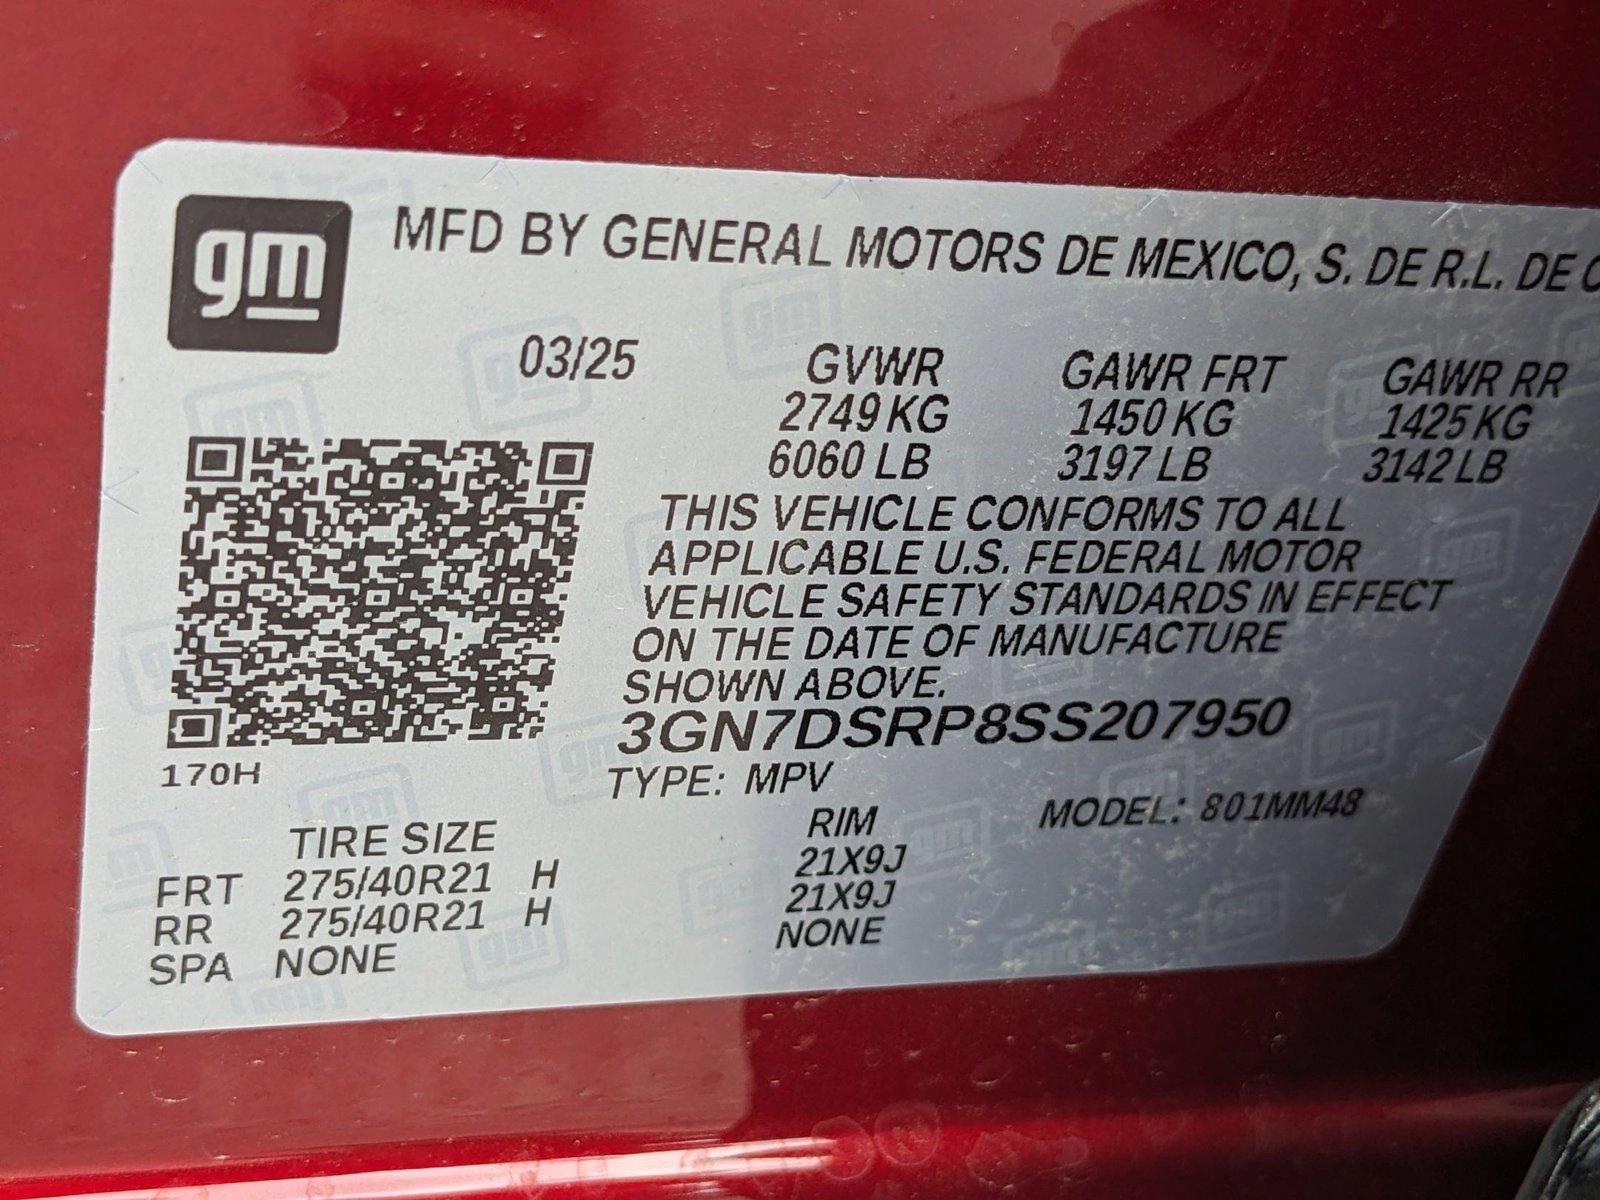 gm
MFD BY GENERAL MOTORS DE MEXICO, S. DE R.L. DE C
03/25 GVWR GAWR FRT GAWR RR
2749 KG 1450 KG 1425 KG
6060 LB 3197 LB 3142 LB
THIS VEHICLE CONFORMS TO ALL
APPLICABLE U.S. FEDERAL MOTOR
VEHICLE SAFETY STANDARDS IN EFFECT
ON THE DATE OF MANUFACTURE
SHOWN ABOVE.
3GN7DSRP8SS207950
170H
TYPE: MPV MODEL: 801MM48
TIRE SIZE RIM
FRT 275/40R21 H 21X9J
RR 275/40R21 H 21X9J
SPA NONE NONE